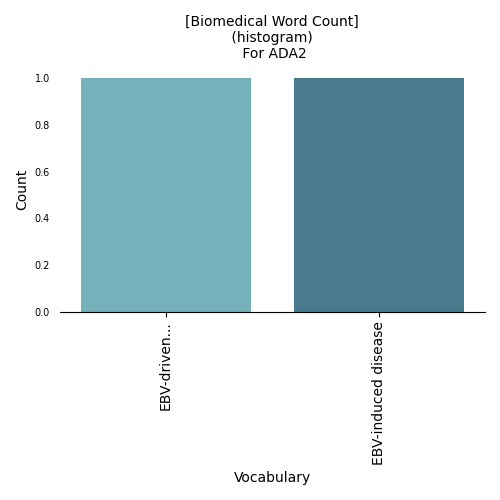 [Biomedical Word Count]
(histogram)
For ADA2
1.0
0.8
0.6
0.4
0.2
0.0
Count
EBV-driven...
EBV-induced disease
Vocabulary